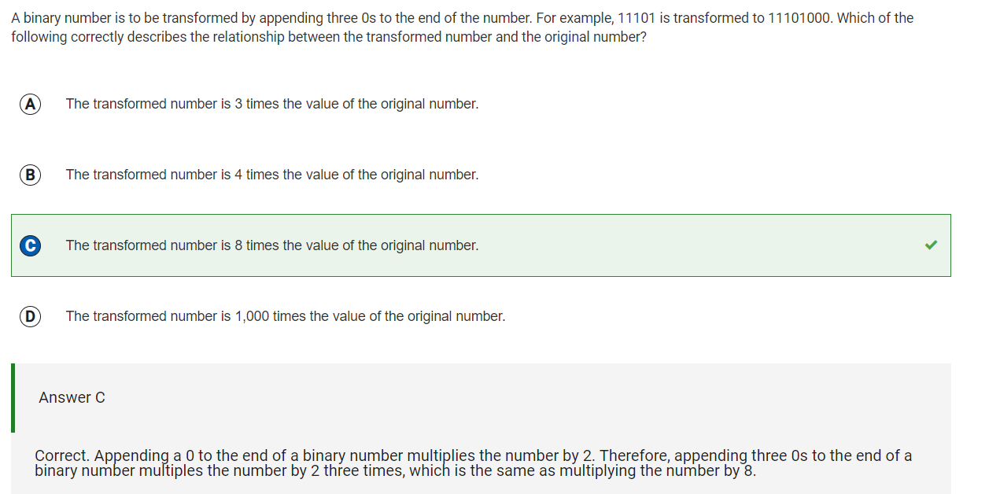 A binary number is to be transformed by appending three 0s to the end of the number. For example, 11101 is transformed to 11101000. Which of the
following correctly describes the relationship between the transformed number and the original number?
A The transformed number is 3 times the value of the original number.
B The transformed number is 4 times the value of the original number.
C The transformed number is 8 times the value of the original number.
D The transformed number is 1,000 times the value of the original number.
Answer C
Correct. Appending a 0 to the end of a binary number multiplies the number by 2. Therefore, appending three 0s to the end of a
binary number multiples the number by 2 three times, which is the same as multiplying the number by 8.